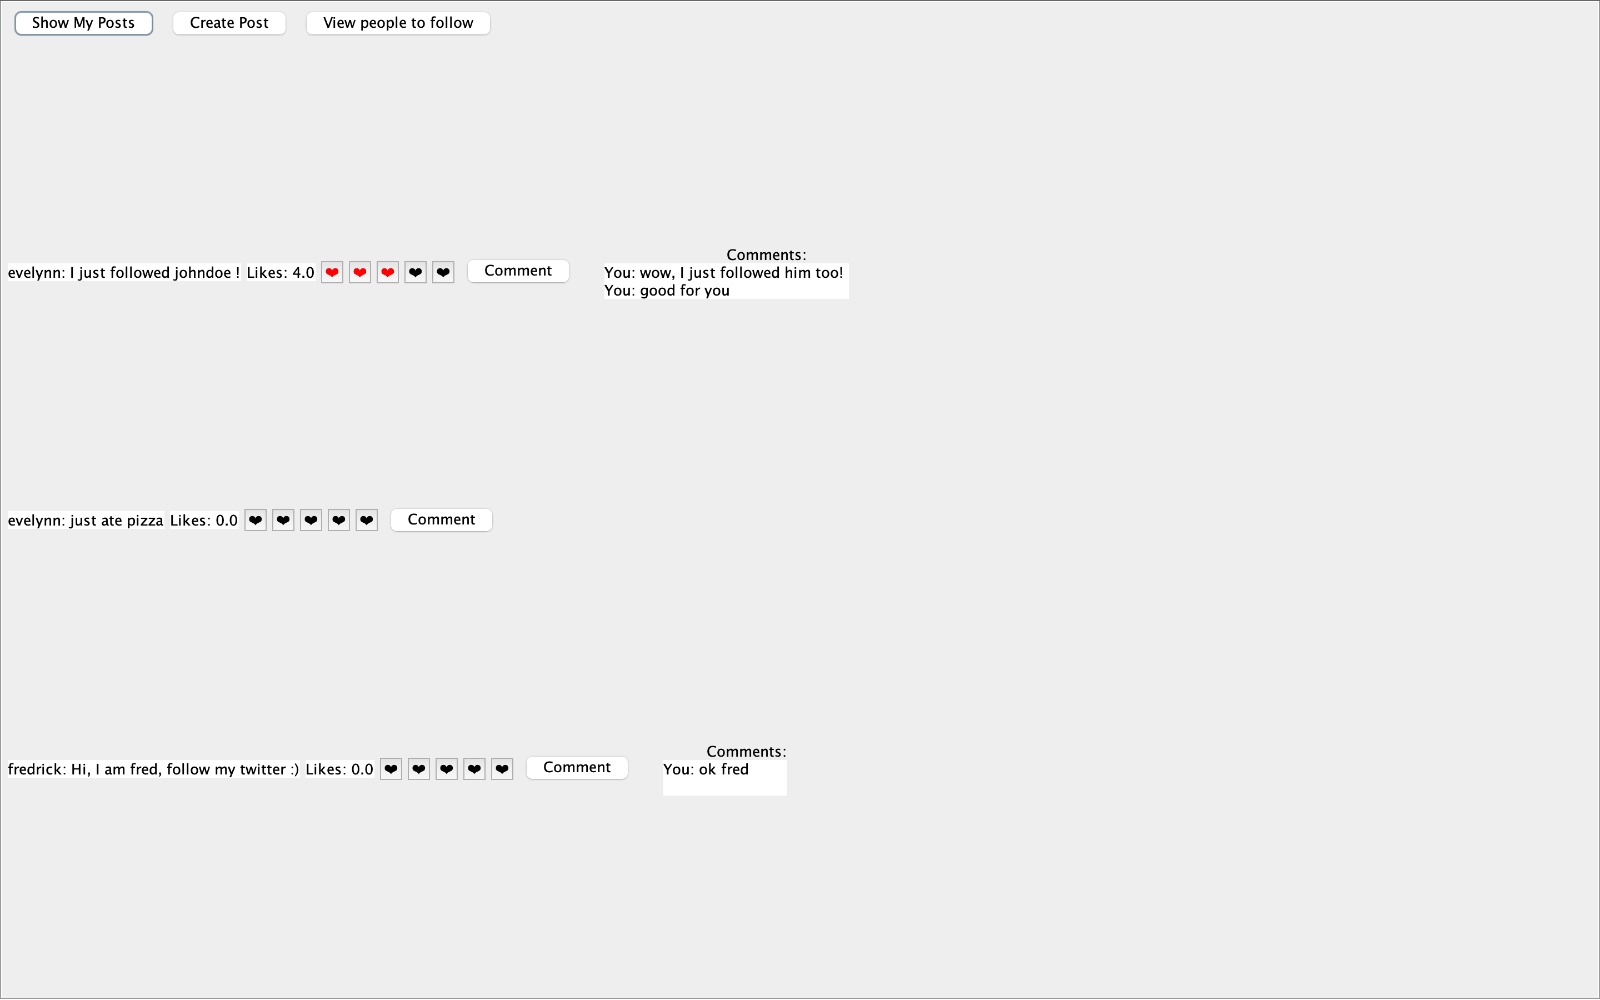 Show My Posts Create Post View people to follow
Comments:
evelynn: I just followed johndoe ! Likes: 4.0 ❤ ❤ ❤ ❤ ❤ Comment You: wow, I just followed him too!
You: good for you
evelynn: just ate pizza Likes: 0.0 ❤ ❤ ❤ ❤ ❤ Comment
Comments:
fredrick: Hi, I am fred, follow my twitter :) Likes: 0.0 ❤ ❤ ❤ ❤ ❤ Comment You: ok fred